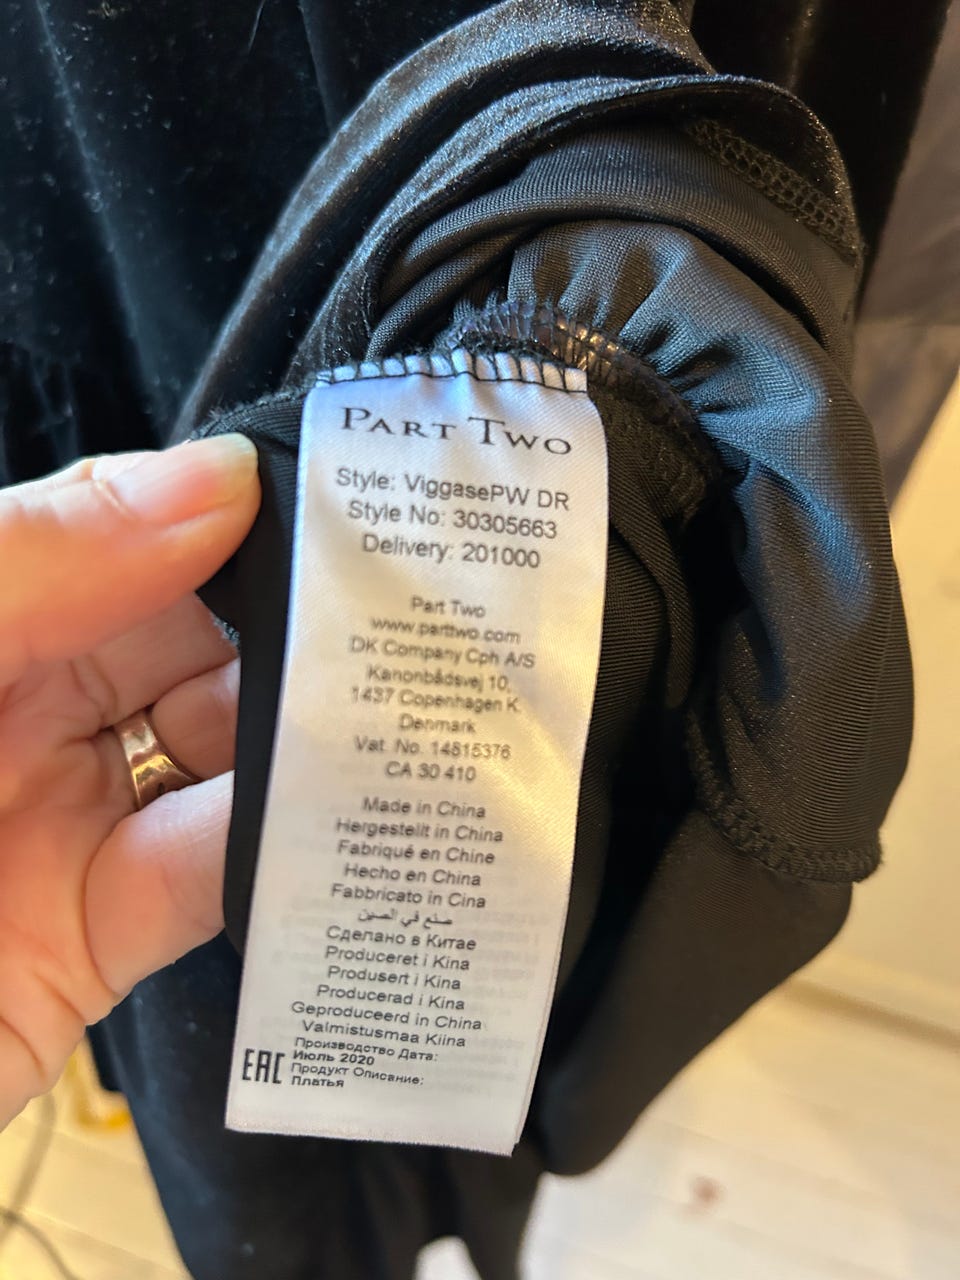 PART TWO
Style: ViggasePW DR
Style No: 30305663
Delivery: 201000
Part Two
www.parttwo.com
DK Company Cph A/S
Kanonbådsvej 10,
1437 Copenhagen K.
Denmark
Vat. No. 14815376
CA 30 410
Made in China
Hergestellt in China
Fabriqué en Chine
Hecho en China
Fabbricato in Cina
صنع في الصين
Сделано в Китае
Produceret i Kina
Produsert i Kina
Producerad i Kina
Geproduceerd in China
Valmistusmaa Kiina
Производство Дата:
Июль 2020
EAC Продукт Описание:
Платья